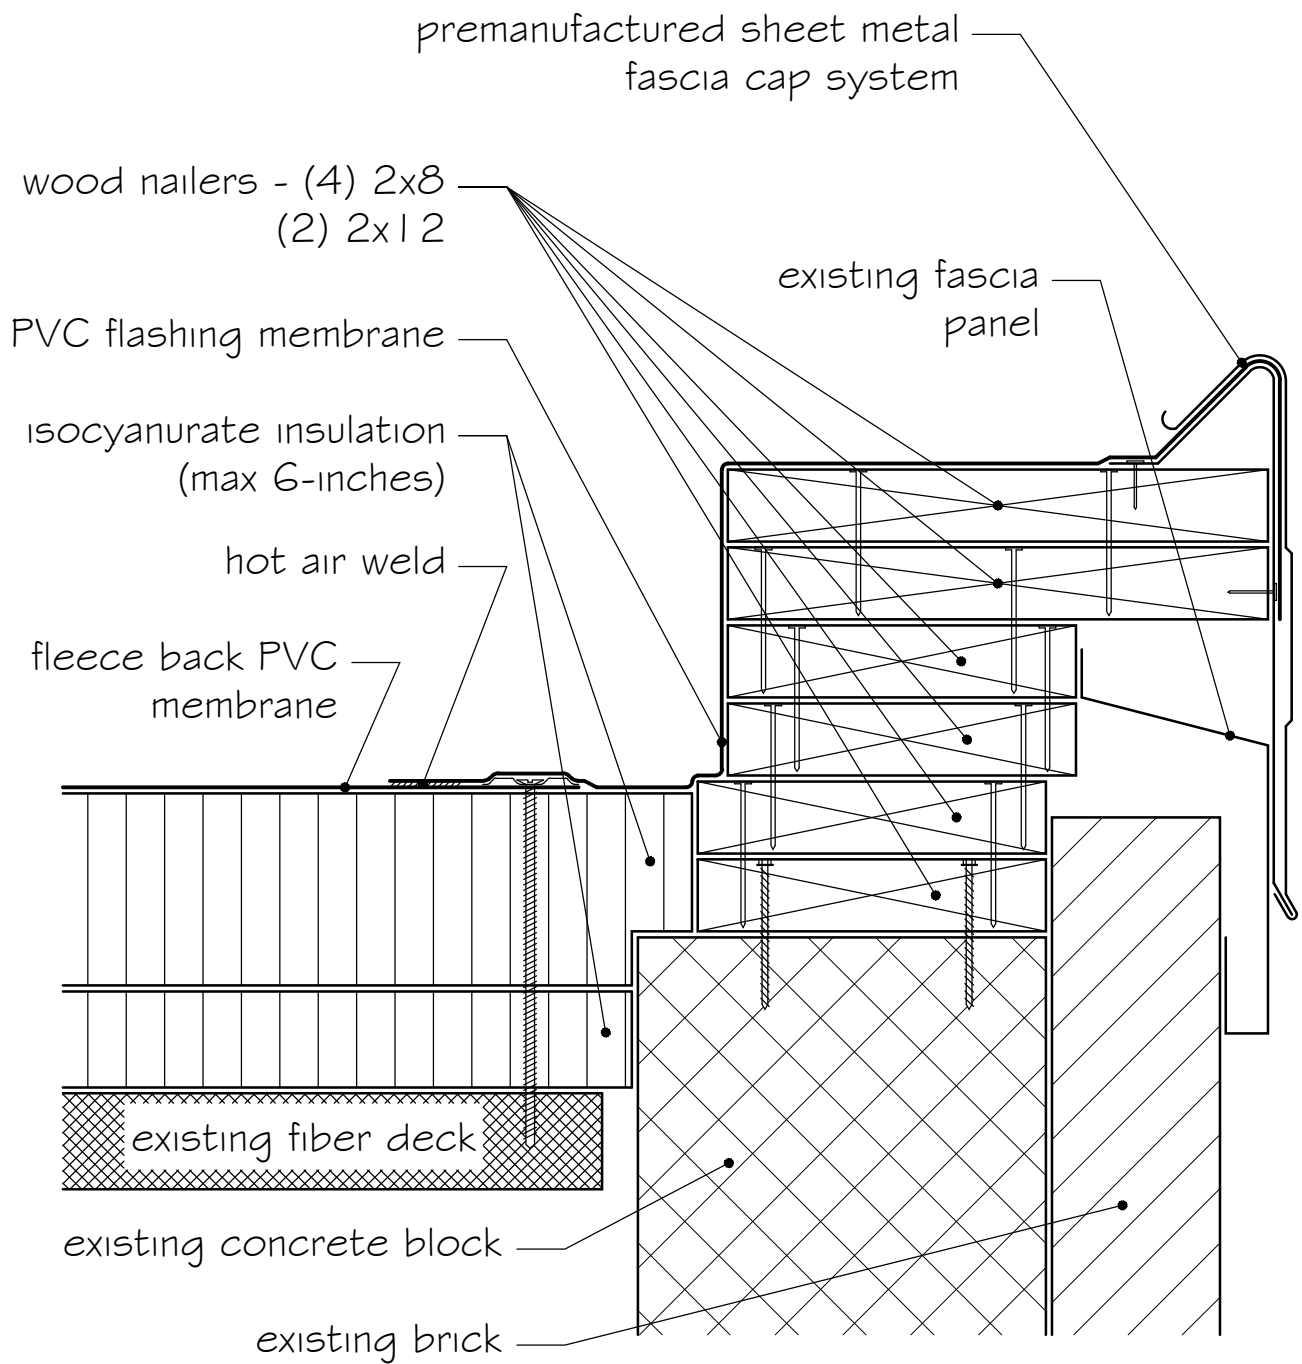 premanufactured sheet metal
fascia cap system
wood nailers - (4) 2x8
(2) 2x12
existing fascia
panel
PVC flashing membrane
isocyanurate insulation
(max 6-inches)
hot air weld
fleece back PVC
membrane
existing fiber deck
existing concrete block
existing brick